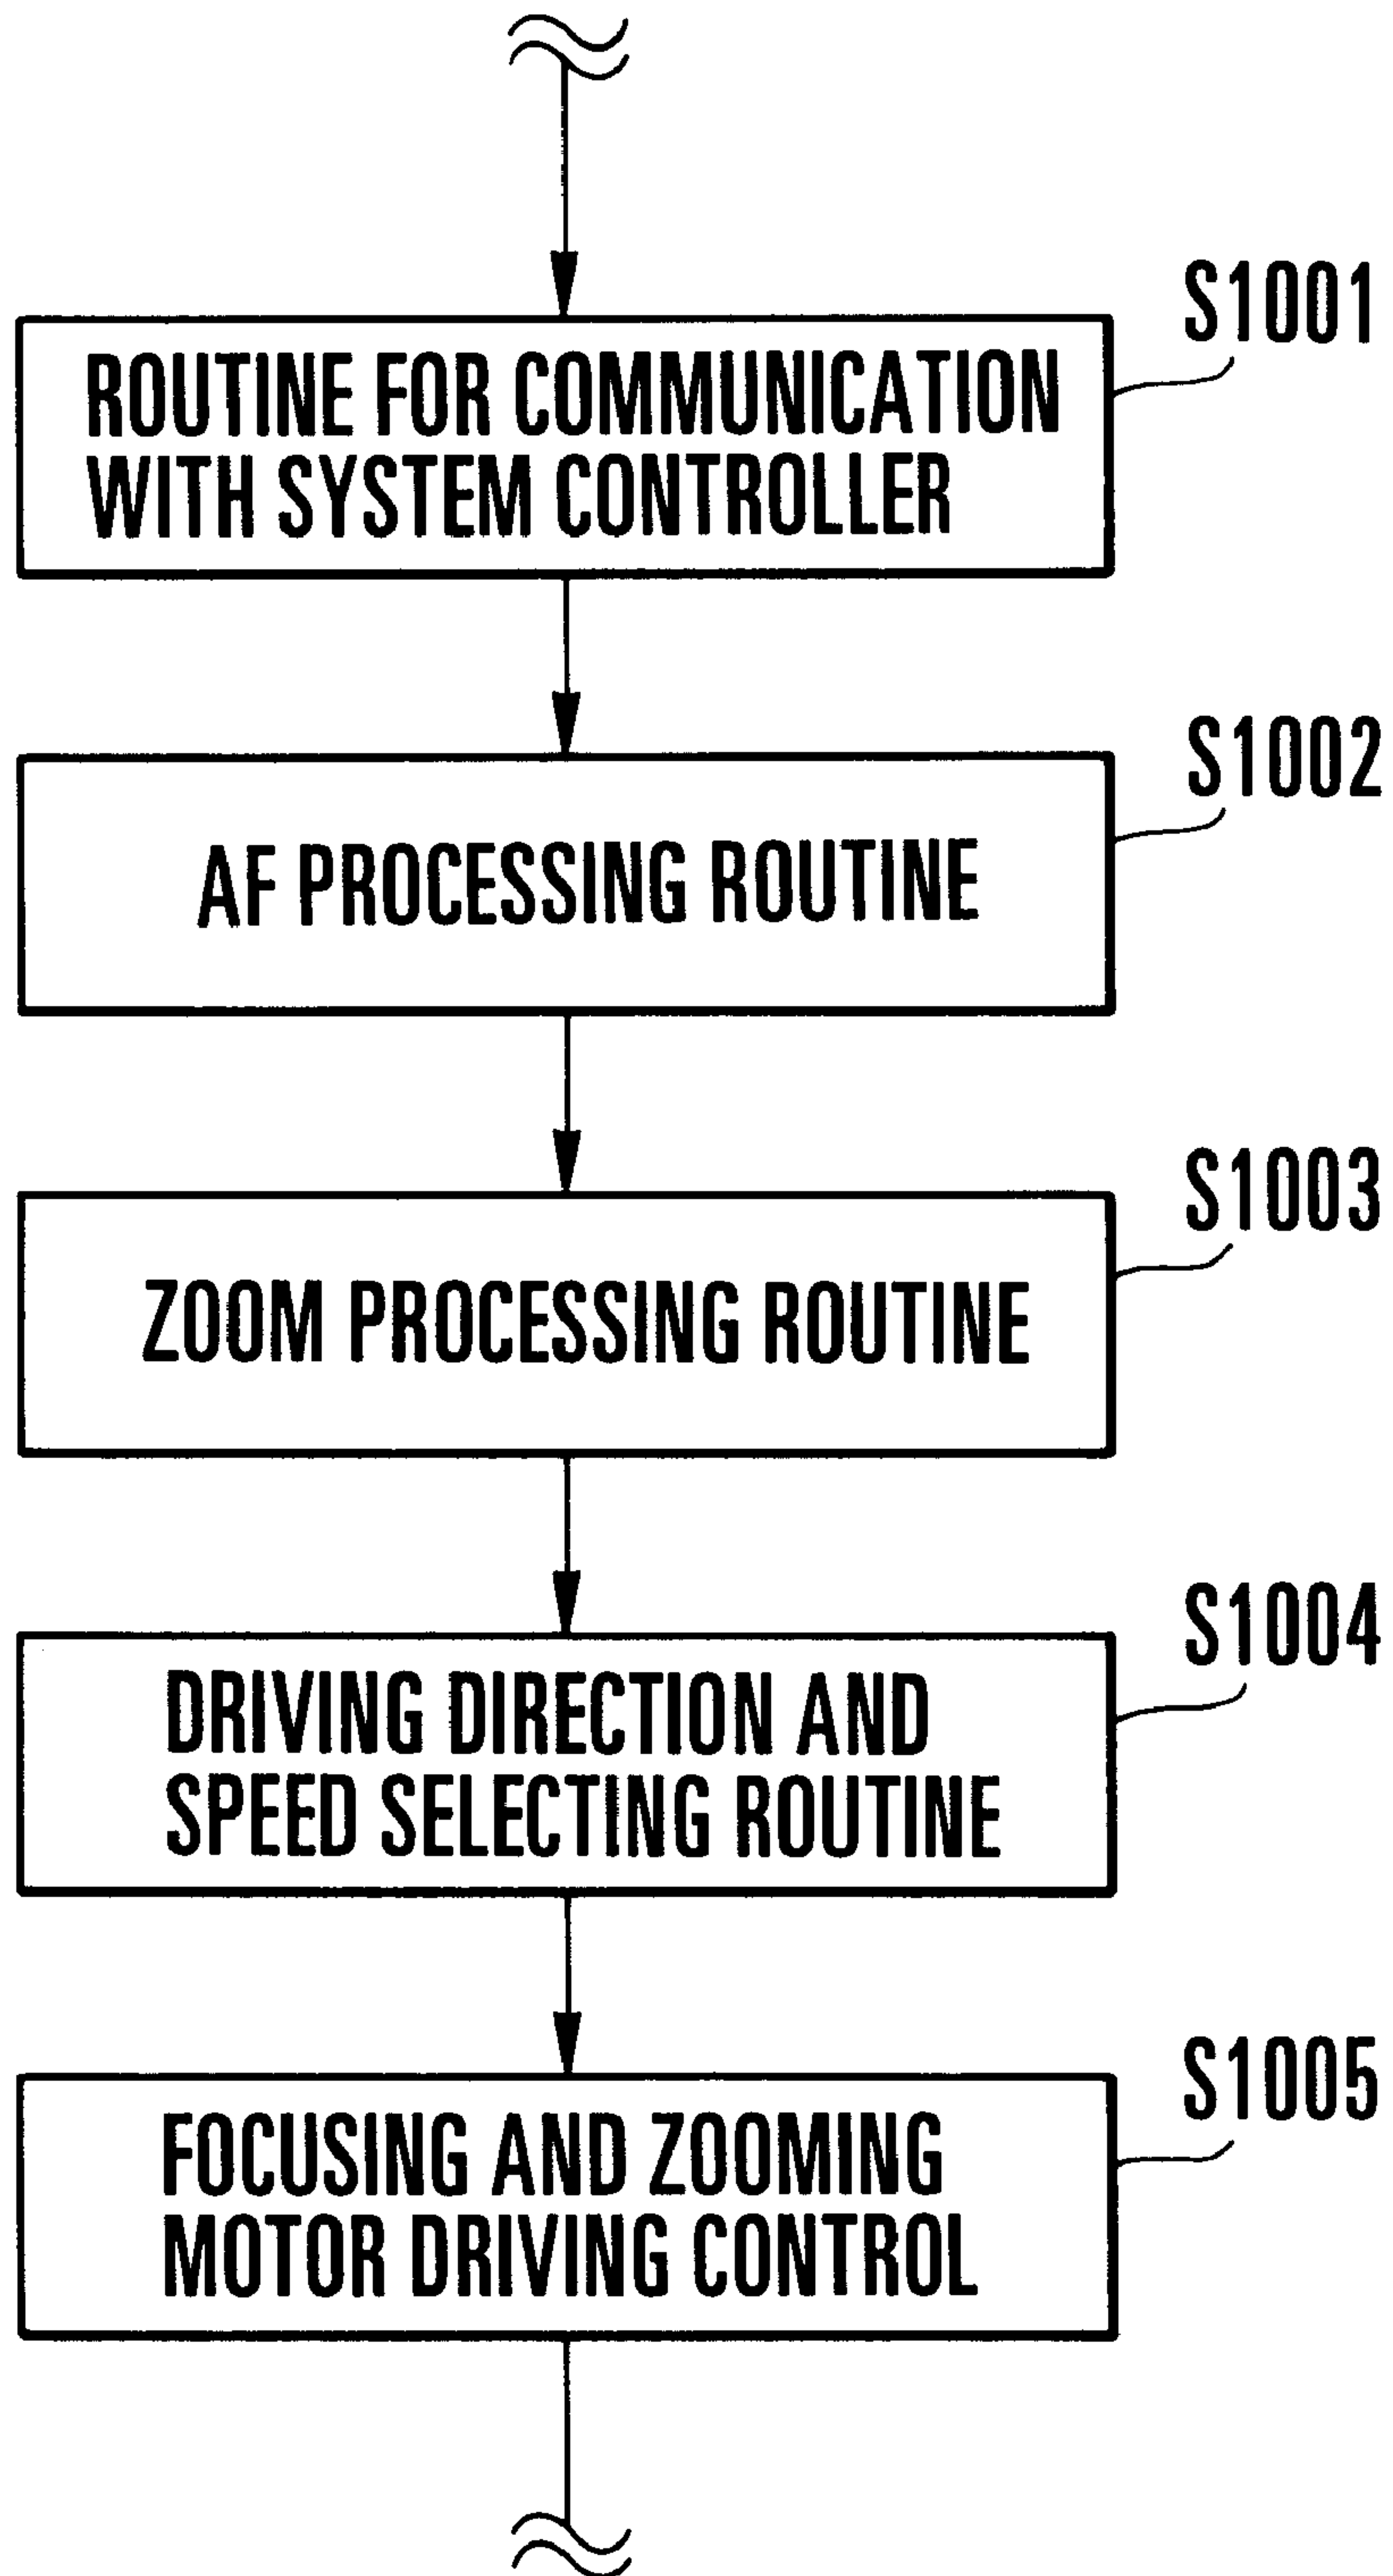 S1001
ROUTINE FOR COMMUNICATION
WITH SYSTEM CONTROLLER
S1002
AF PROCESSING ROUTINE
S1003
ZOOM PROCESSING ROUTINE
S1004
DRIVING DIRECTION AND
SPEED SELECTING ROUTINE
S1005
FOCUSING AND ZOOMING
MOTOR DRIVING CONTROL